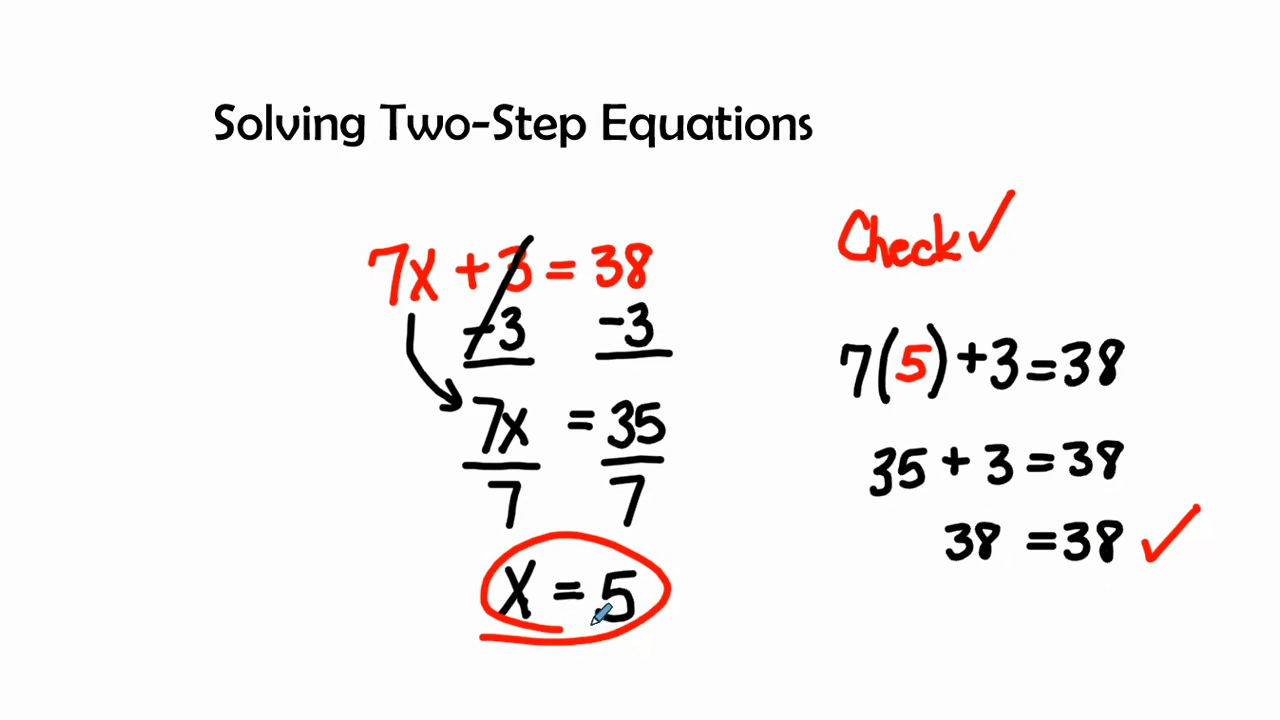 Solving Two-Step Equations
7x + 3 = 38
-3 -3
7x = 35
7 7
x = 5
Check ✓
7(5) + 3 = 38
35 + 3 = 38
38 = 38 ✓